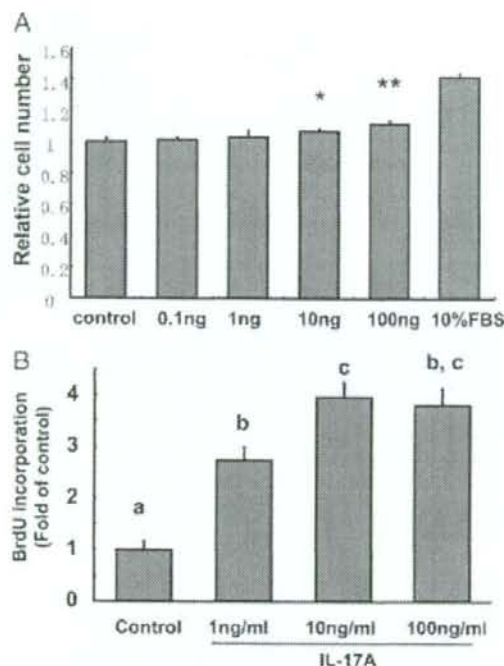 A
Relative cell number
1.6
1.4
1.2
1
0.8
0.6
0.4
0.2
0
*
**
control 0.1ng 1ng 10ng 100ng 10%FBS
B
BrdU incorporation
(Fold of control)
4
3
2
1
0
a
b
c
b, c
Control 1ng/ml 10ng/ml 100ng/ml
IL-17A